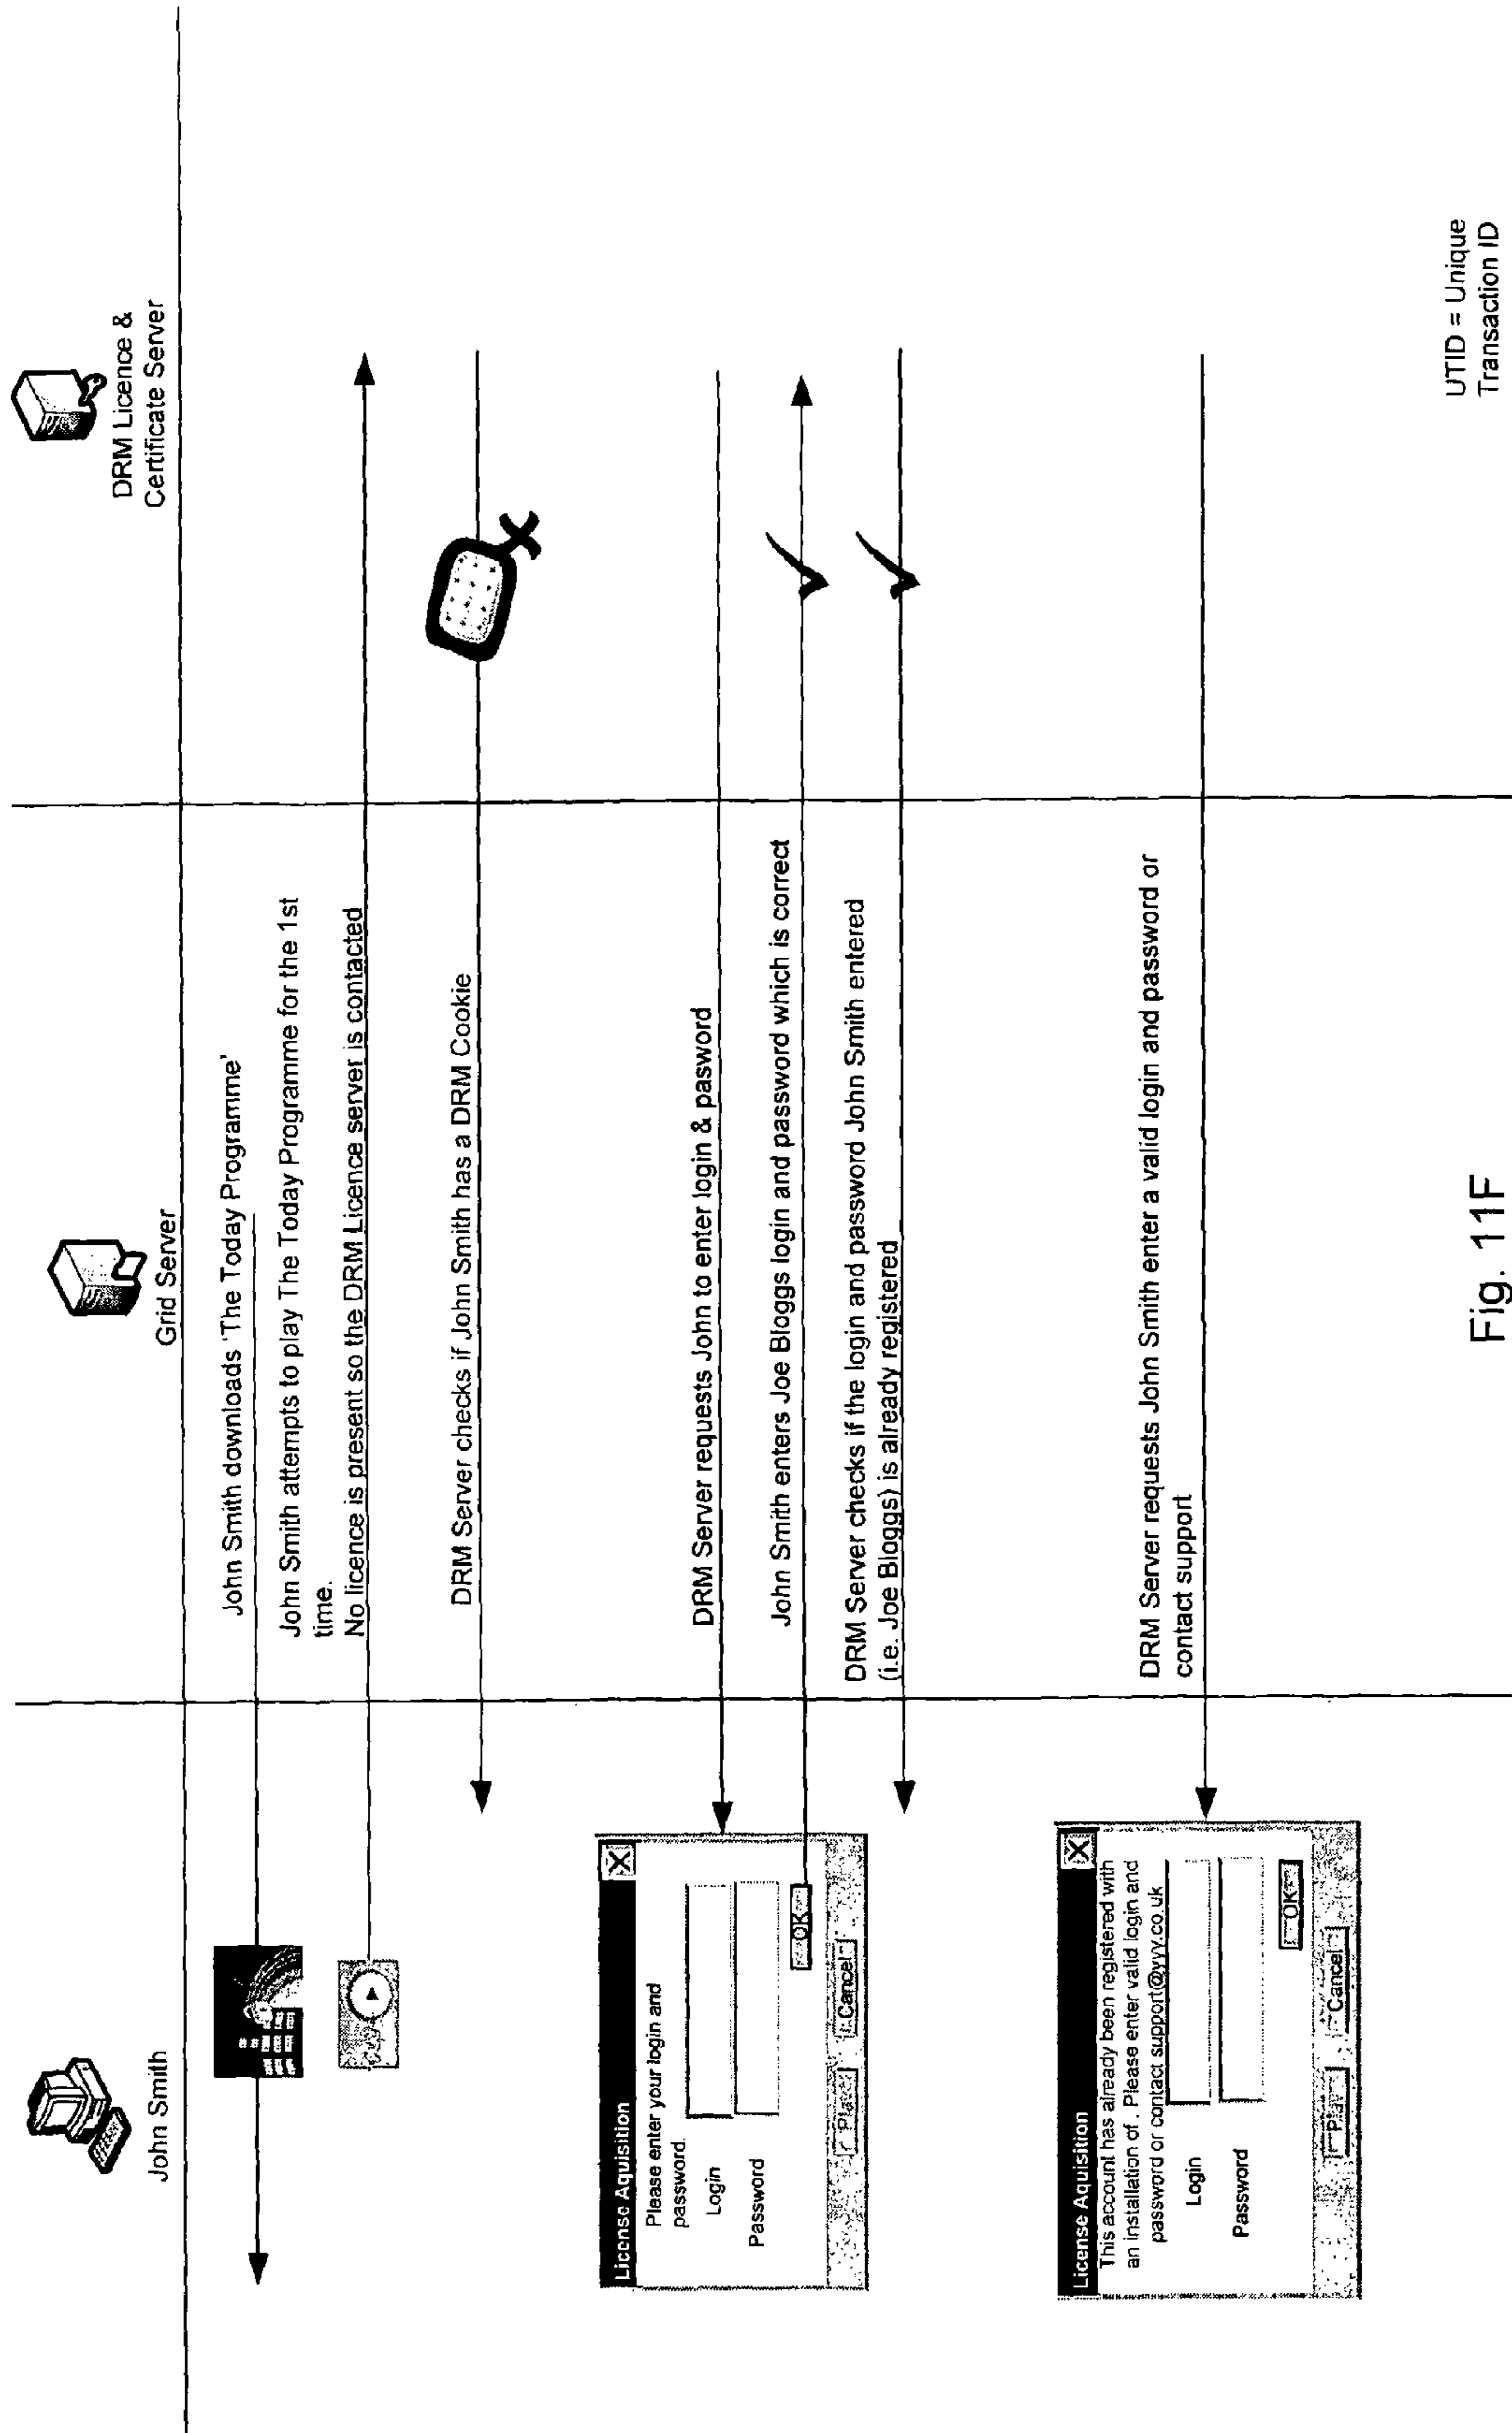 John Smith
Grid Server
DRM Licence &
Certificate Server
John Smith downloads 'The Today Programme'
John Smith attempts to play The Today Programme for the 1st
time.
No licence is present so the DRM Licence server is contacted
DRM Server checks if John Smith has a DRM Cookie
License Aquisition
Please enter your login and
password.
Login
Password
OK
Play
Cancel
DRM Server requests John to enter login & pasword
John Smith enters Joe Bloggs login and password which is correct
DRM Server checks if the login and password John Smith entered
(i.e. Joe Bloggs) is already registered
License Aquisition
This account has already been registered with
an installation of . Please enter valid login and
password or contact support@yyy.co.uk
Login
Password
OK
Play
Cancel
DRM Server requests John Smith enter a valid login and password or
contact support
UTID = Unique
Transaction ID
Fig. 11F